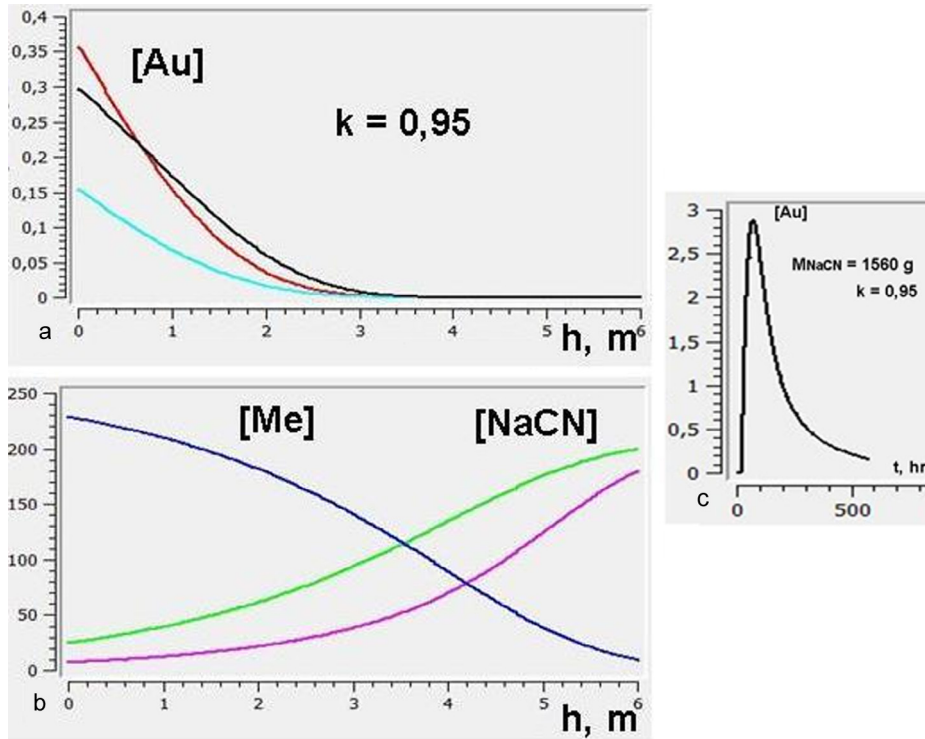 0,4
0,35
[Au]
0,3
k = 0,95
0,25
0,2
0,15
0,1
0,05
0
0 1 2 3 4 5 6
a
h, m
250
[Me] [NaCN]
200
150
100
50
0
0 1 2 3 4 5 6
b
h, m
3
[Au]
2,5
MNaCN = 1560 g
k = 0,95
2
1,5
1
0,5
t, hr
0
c
0 500